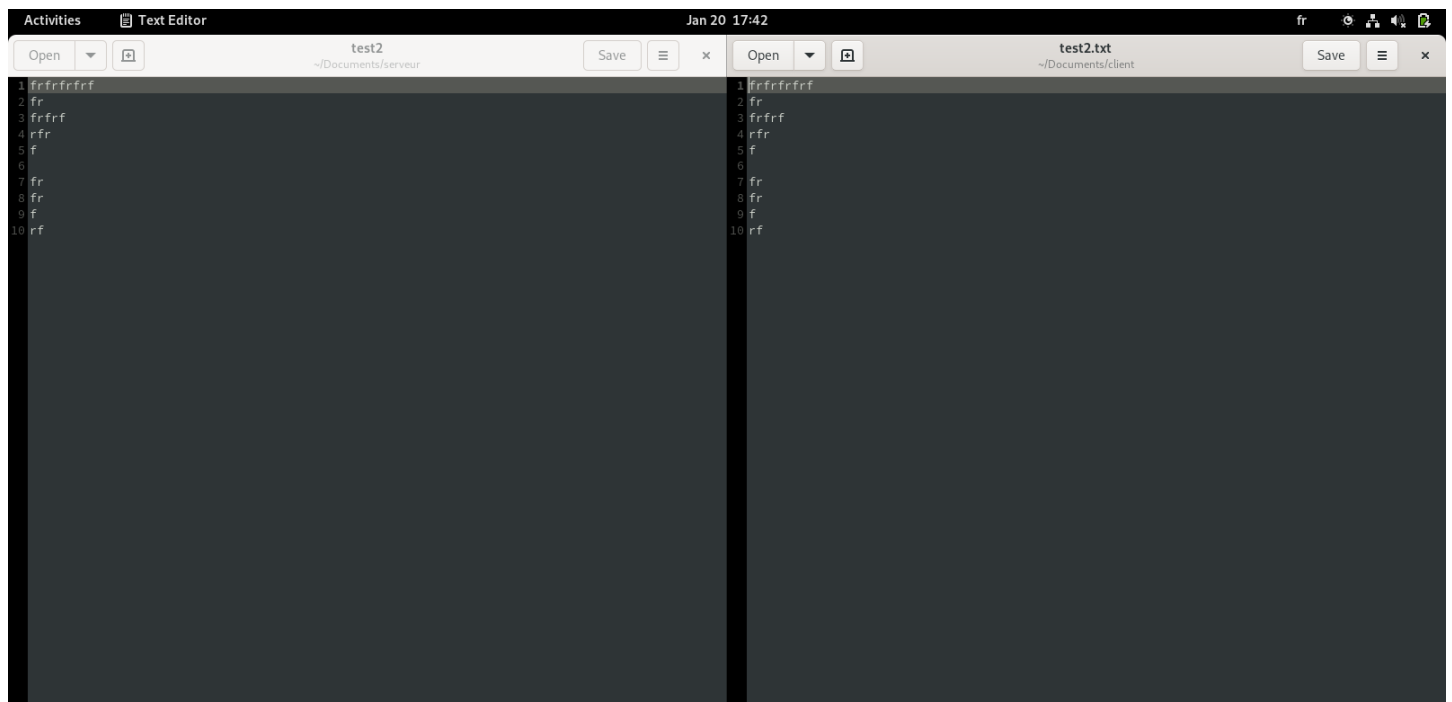 Activities Text Editor Jan 20 17:42 fr
Open test2 Save
~/Documents/serveur
1 frfrfrfrf
2 fr
3 frfrf
4 rfr
5 f
6
7 fr
8 fr
9 f
10 rf
Open test2.txt Save
~/Documents/client
1 frfrfrfrf
2 fr
3 frfrf
4 rfr
5 f
6
7 fr
8 fr
9 f
10 rf